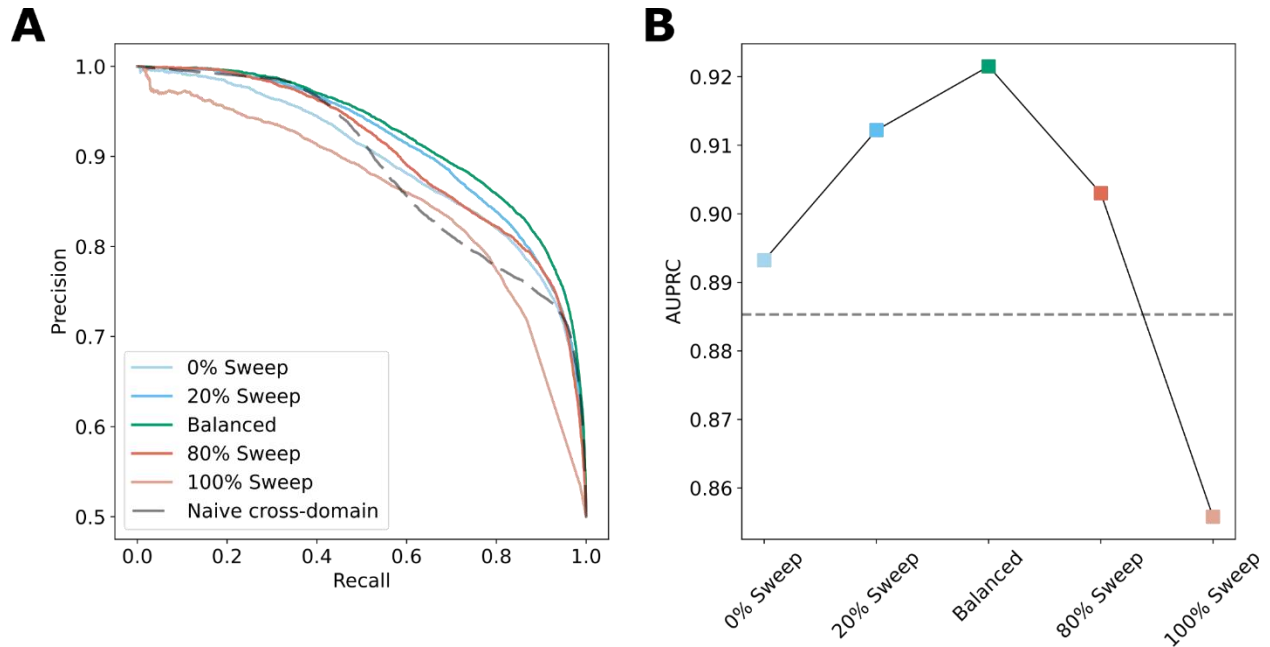 A
1.0
0.9
0.8
0.7
0.6
0.5
Precision
0% Sweep
20% Sweep
Balanced
80% Sweep
100% Sweep
Naive cross-domain
0.0 0.2 0.4 0.6 0.8 1.0
Recall
B
0.92
0.91
0.90
0.89
0.88
0.87
0.86
AUPRC
0% Sweep
20% Sweep
Balanced
80% Sweep
100% Sweep